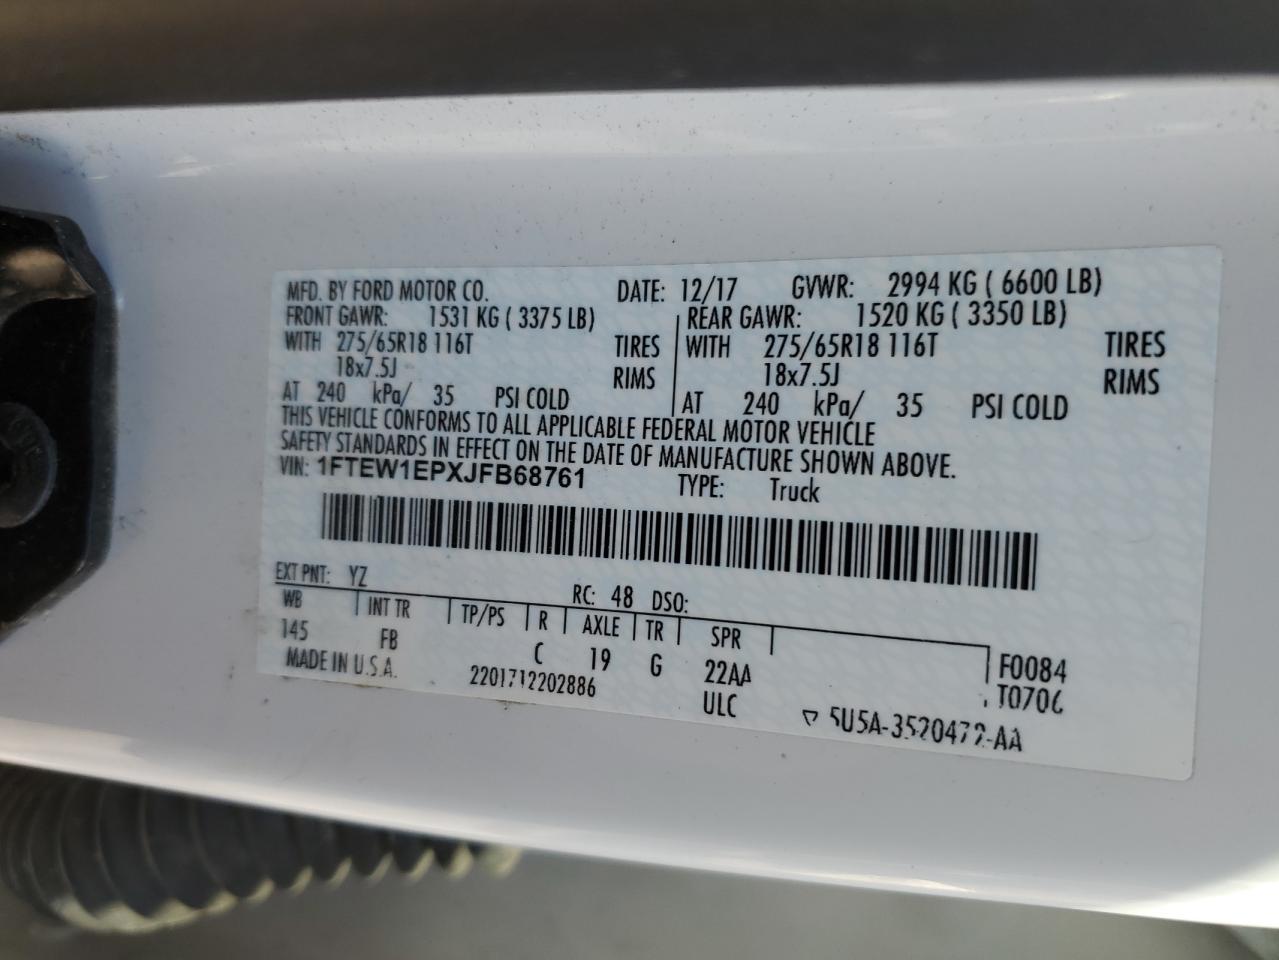 MFD. BY FORD MOTOR CO. DATE: 12/17 GVWR: 2994 KG ( 6600 LB)
FRONT GAWR: 1531 KG ( 3375 LB) REAR GAWR: 1520 KG ( 3350 LB)
WITH 275/65R18 116T TIRES WITH 275/65R18 116T TIRES
18x7.5J RIMS 18x7.5J RIMS
AT 240 kPa/ 35 PSI COLD AT 240 kPa/ 35 PSI COLD
THIS VEHICLE CONFORMS TO ALL APPLICABLE FEDERAL MOTOR VEHICLE
SAFETY STANDARDS IN EFFECT ON THE DATE OF MANUFACTURE SHOWN ABOVE.
VIN: 1FTEW1EPXJFB68761 TYPE: Truck
EXT PNT: YZ RC: 48 DSO:
WB INT TR TP/PS R AXLE TR SPR
145 FB C 19 G 22AA F0084
MADE IN U.S.A. 2201712202886 ULC T0706
5U5A-3520472-AA